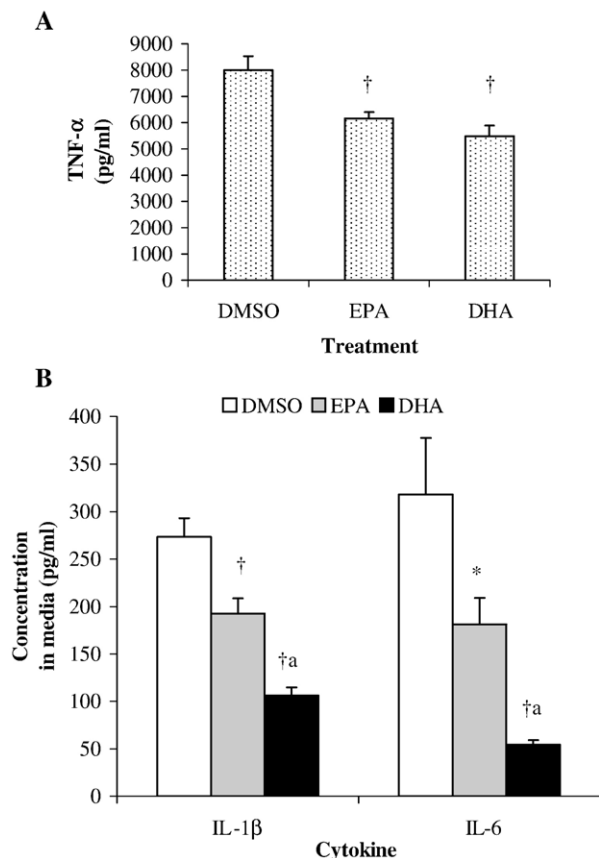 A
9000
8000
7000
6000
5000
4000
3000
2000
1000
0
TNF-α
(pg/ml)
†
†
DMSO EPA DHA
Treatment
B
DMSO EPA DHA
400
350
300
250
200
150
100
50
0
Concentration
in media (pg/ml)
†
†a
*
†a
IL-1β IL-6
Cytokine